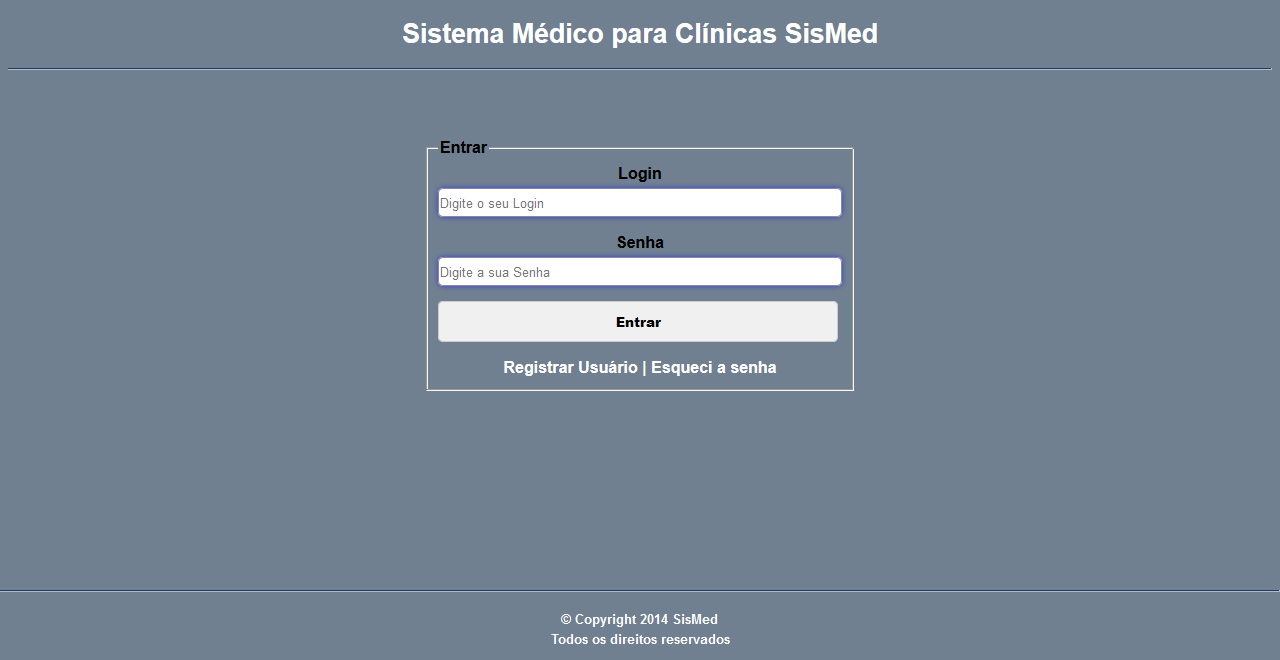 Sistema Médico para Clínicas SisMed
Entrar
Login
Digite o seu Login
Senha
Digite a sua Senha
Entrar
Registrar Usuário | Esqueci a senha
© Copyright 2014 SisMed
Todos os direitos reservados